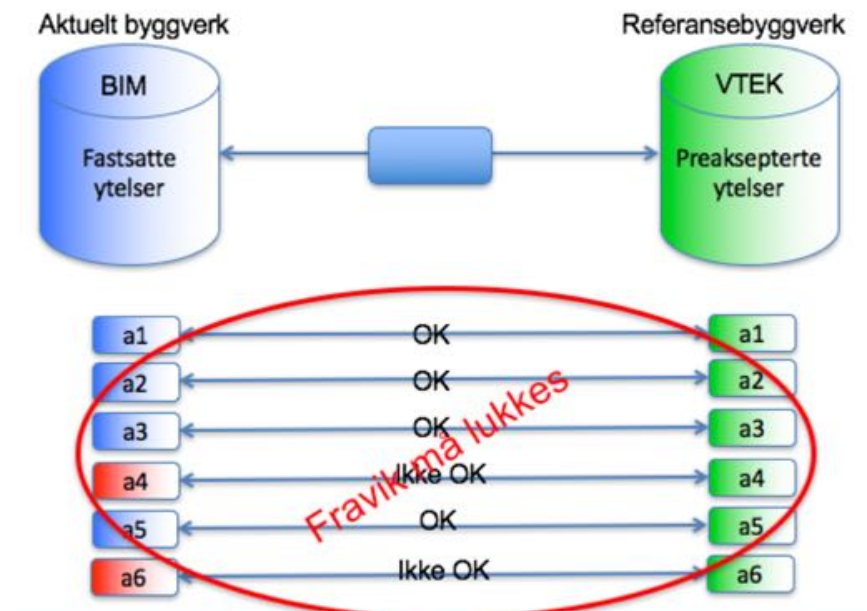 Aktuelt byggverk
Referansebyggverk
BIM
VTEK
Fastsatte
ytelser
Preaksepterte
ytelser
a1 OK a1
a2 OK a2
a3 OK a3
a4 Ikke OK a4
a5 OK a5
a6 Ikke OK a6
Fravik må lukkes